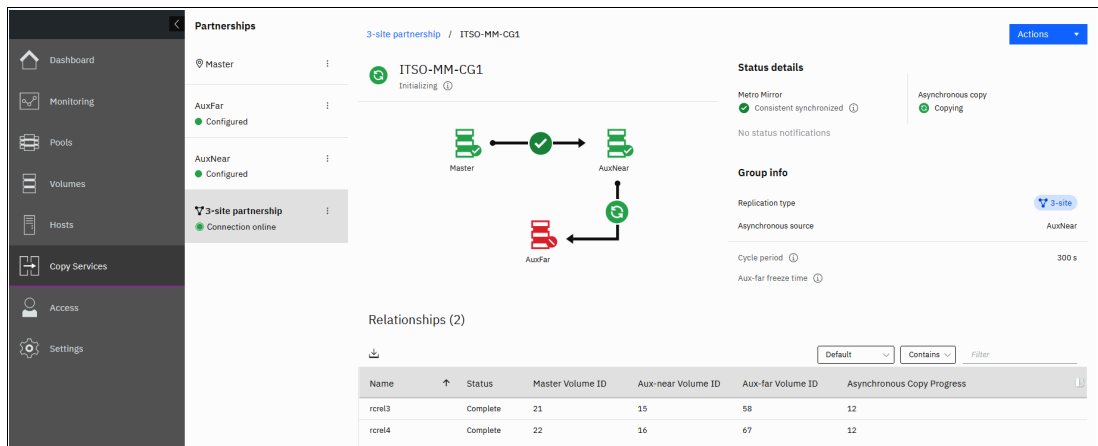 Dashboard
Monitoring
Pools
Volumes
Hosts
Copy Services
Access
Settings
Partnerships
Master
AuxFar
Configured
AuxNear
Configured
3-site partnership
Connection online
3-site partnership / ITSO-MM-CG1
Actions
ITSO-MM-CG1
Initializing
Master
AuxNear
AuxFar
Status details
Metro Mirror
Consistent synchronized
Asynchronous copy
Copying
No status notifications
Group info
Replication type 3-site
Asynchronous source AuxNear
Cycle period 300 s
Aux-far freeze time
Relationships (2)
Default Contains Filter
Name Status Master Volume ID Aux-near Volume ID Aux-far Volume ID Asynchronous Copy Progress
rcrel3 Complete 21 15 58 12
rcrel4 Complete 22 16 67 12